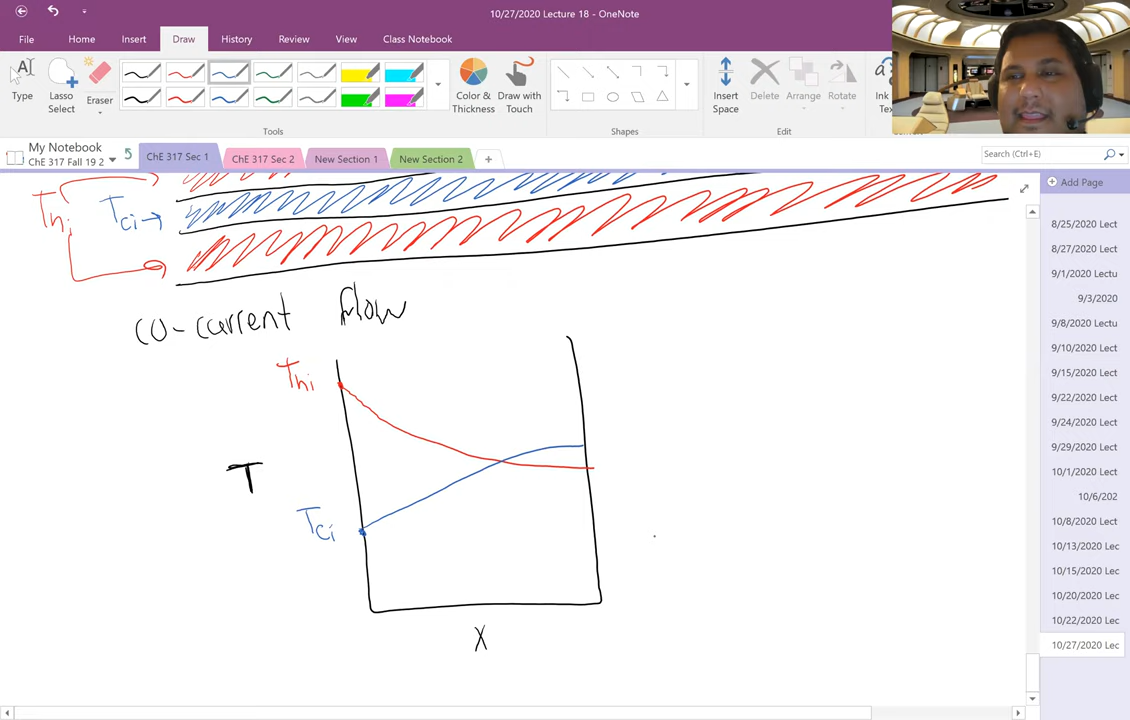 10/27/2020 Lecture 18 - OneNote
File Home Insert Draw History Review View Class Notebook
Type
Lasso Select
Eraser
Color & Thickness
Draw with Touch
Insert Space
Delete
Arrange
Rotate
Ink
Tex
Tools
Shapes
Edit
My Notebook
ChE 317 Fall 19 2
ChE 317 Sec 1
ChE 317 Sec 2
New Section 1
New Section 2
+
Search (Ctrl+E)
Add Page
8/25/2020 Lect
8/27/2020 Lect
9/1/2020 Lectu
9/3/2020
9/8/2020 Lectu
9/10/2020 Lect
9/15/2020 Lect
9/22/2020 Lect
9/24/2020 Lect
9/29/2020 Lect
10/1/2020 Lect
10/6/202
10/8/2020 Lect
10/13/2020 Lec
10/15/2020 Lec
10/20/2020 Lec
10/22/2020 Lec
10/27/2020 Lec
Thi
Tci →
co-current flow
Thi
T
Tci
X